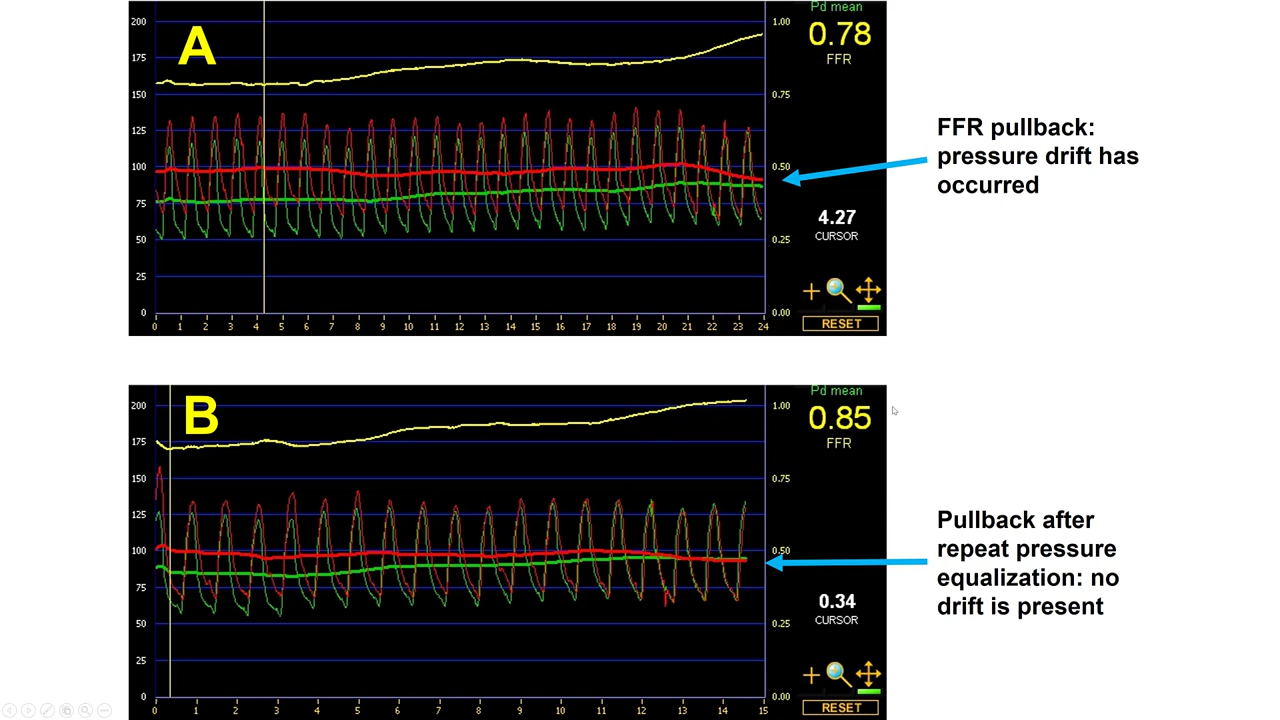 Pd mean
200
1.00
A
0.78
FFR
175
150
0.75
125
FFR pullback:
pressure drift has
occurred
100
0.50
75
4.27
CURSOR
50
0.25
25
0
0.00
RESET
0 1 2 3 4 5 6 7 8 9 10 11 12 13 14 15 16 17 18 19 20 21 22 23 24
Pd mean
200
1.00
B
0.85
FFR
175
150
0.75
125
Pullback after
repeat pressure
equalization: no
drift is present
100
0.50
75
0.34
CURSOR
50
0.25
25
0
0.00
RESET
0 1 2 3 4 5 6 7 8 9 10 11 12 13 14 15